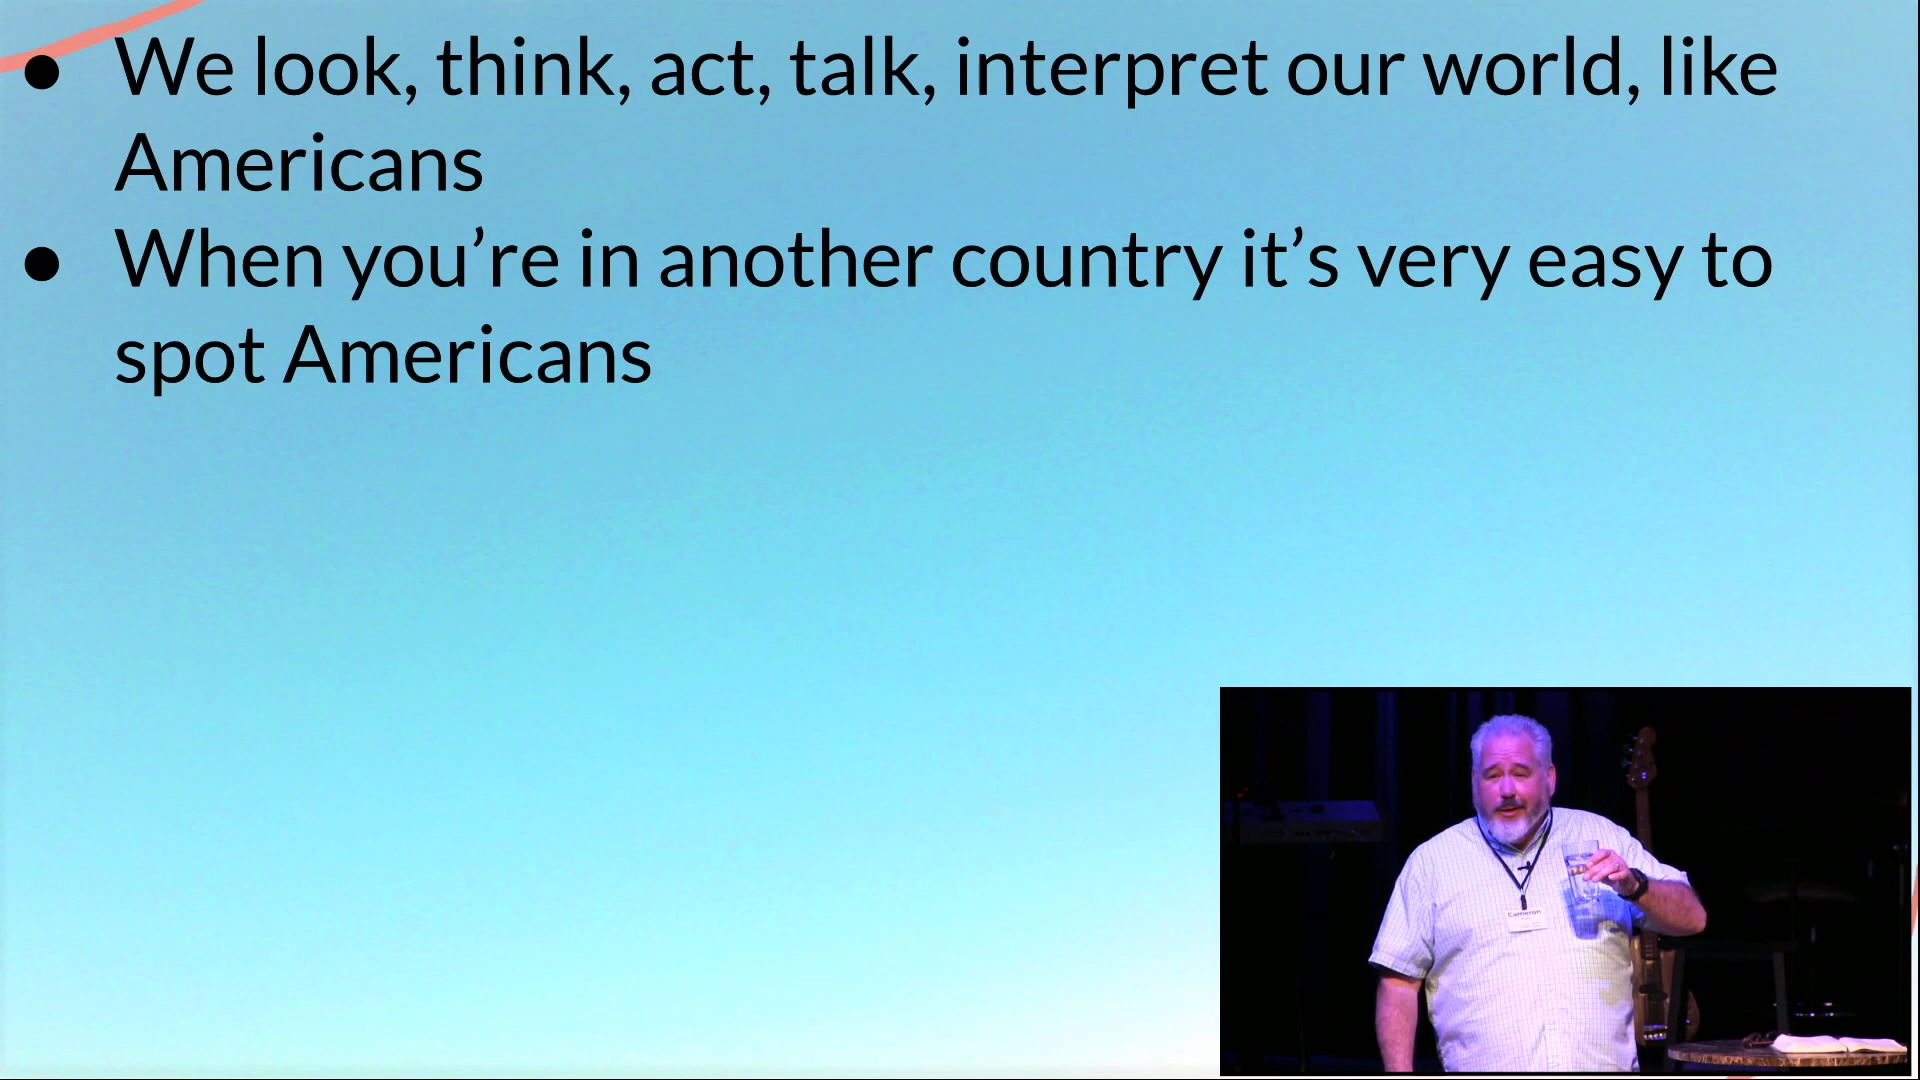 ● We look, think, act, talk, interpret our world, like
Americans
● When you’re in another country it’s very easy to
spot Americans
Cameron